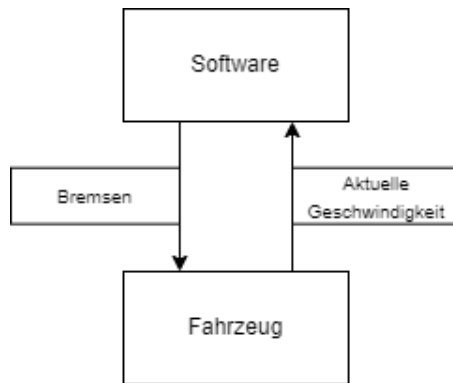 Software
Bremsen
Aktuelle
Geschwindigkeit
Fahrzeug